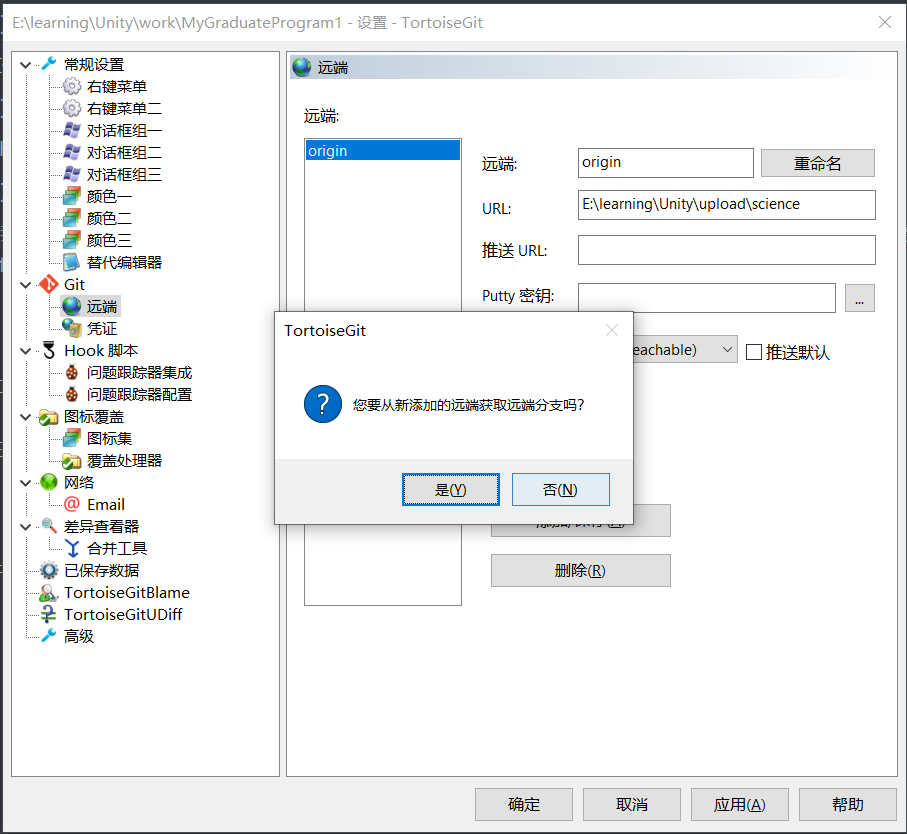 E:\learning\Unity\work\MyGraduateProgram1 - 设置 - TortoiseGit
常规设置
右键菜单
右键菜单二
对话框组一
对话框组二
对话框组三
颜色一
颜色二
颜色三
替代编辑器
Git
远端
凭证
Hook 脚本
问题跟踪器集成
问题跟踪器配置
图标覆盖
图标集
覆盖处理器
网络
Email
差异查看器
合并工具
已保存数据
TortoiseGitBlame
TortoiseGitUDiff
高级
远端
远端:
origin
远端: origin 重命名
URL: E:\learning\Unity\upload\science
推送 URL:
Putty 密钥: ...
eachable) 推送默认
TortoiseGit
您要从新添加的远端获取远端分支吗?
是(Y) 否(N)
删除(R)
确定 取消 应用(A) 帮助